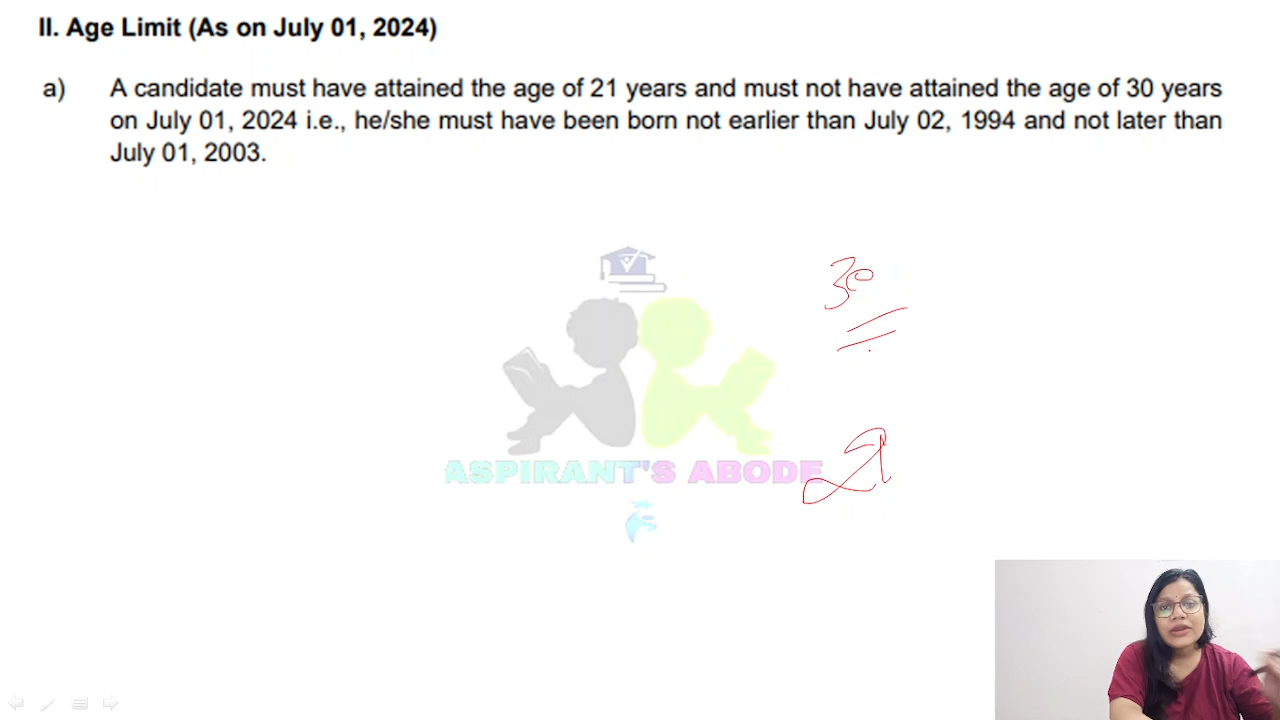 II. Age Limit (As on July 01, 2024)
a) A candidate must have attained the age of 21 years and must not have attained the age of 30 years
on July 01, 2024 i.e., he/she must have been born not earlier than July 02, 1994 and not later than
July 01, 2003.
30
21
ASPIRANT'S ABODE